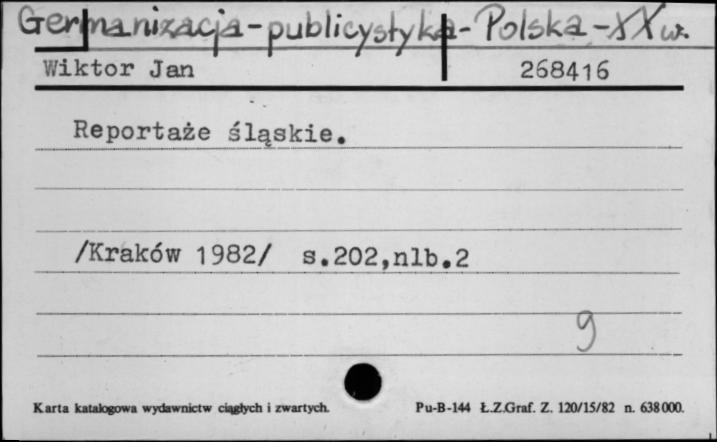 Germanizacja-publicystyka-Polska-XX w.
Wiktor Jan 268416
Reportaże śląskie.
/Kraków 1982/ s.202,nlb.2
9
Karta katalogowa wydawnictw ciągłych i zwartych. Pu-B-144 Ł.Z.Graf. Z. 120/15/82 n. 638000.